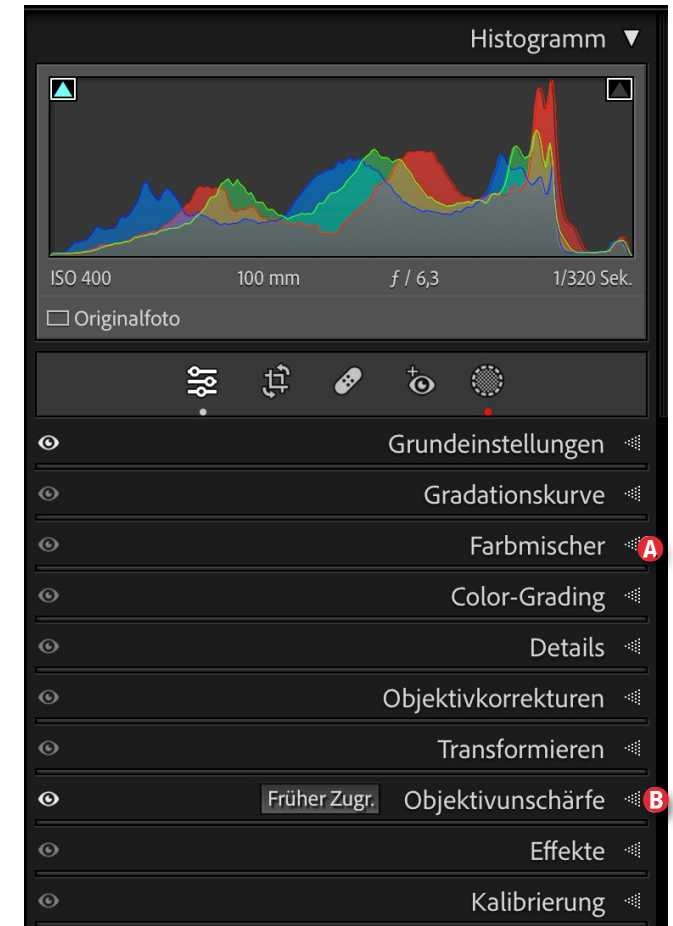 Histogramm
ISO 400 100 mm ƒ / 6,3 1/320 Sek.
Originalfoto
Grundeinstellungen
Gradationskurve
Farbmischer A
Color-Grading
Details
Objektivkorrekturen
Transformieren
Früher Zugr. Objektivunschärfe B
Effekte
Kalibrierung